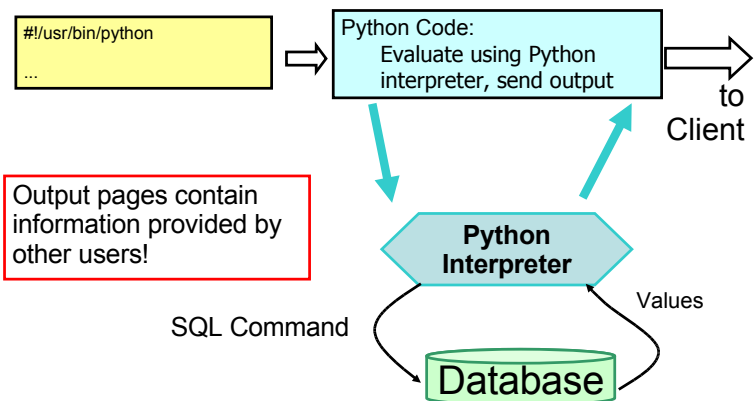 #!/usr/bin/python
...
Python Code:
Evaluate using Python
interpreter, send output
to
Client
Output pages contain
information provided by
other users!
Python
Interpreter
Values
SQL Command
Database